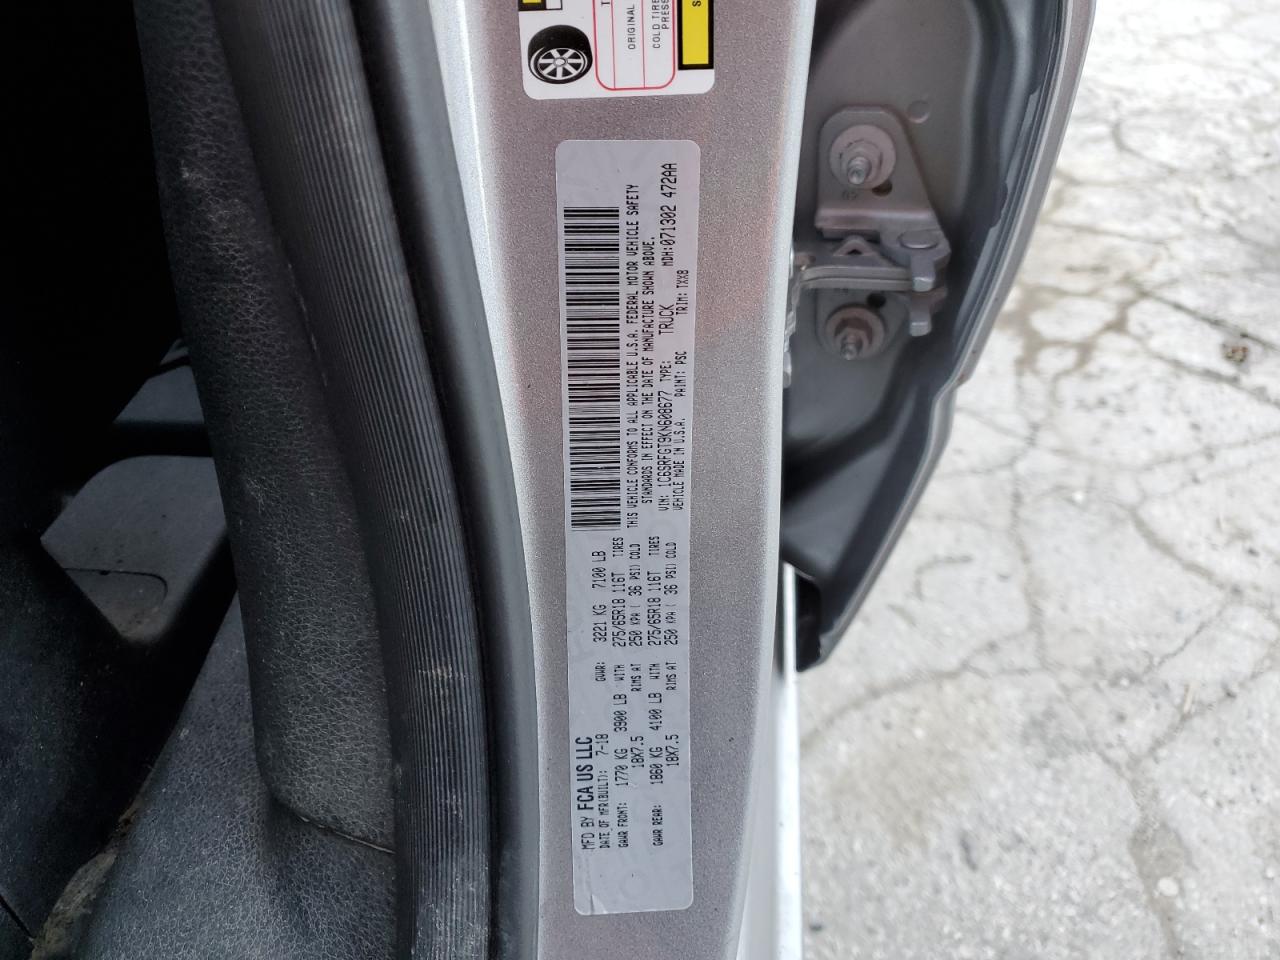 ORIGINAL
COLD TIRE
PRESS
MFD BY FCA US LLC
DATE OF MFR(BUILT): 7-18 GVWR: 3221 KG 7100 LB
GAWR FRONT: 1770 KG 3900 LB WITH 275/65R18 116T TIRES
18X7.5 RIMS AT 250 KPA ( 36 PSI) COLD
GAWR REAR: 1860 KG 4100 LB WITH 275/65R18 116T TIRES
18X7.5 RIMS AT 250 KPA ( 36 PSI) COLD
THIS VEHICLE CONFORMS TO ALL APPLICABLE U.S.A. FEDERAL MOTOR VEHICLE SAFETY
STANDARDS IN EFFECT ON THE DATE OF MANUFACTURE SHOWN ABOVE.
VIN: 1C6SRFGT9KN608677 TYPE: TRUCK MDH:071302 472AA
VEHICLE MADE IN U.S.A. PAINT: PSC TRIM: TXX8